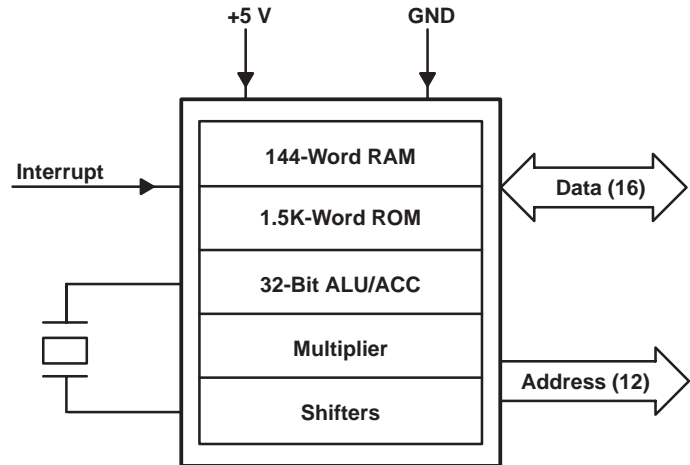 +5 V
GND
Interrupt
144-Word RAM
1.5K-Word ROM
32-Bit ALU/ACC
Multiplier
Shifters
Data (16)
Address (12)